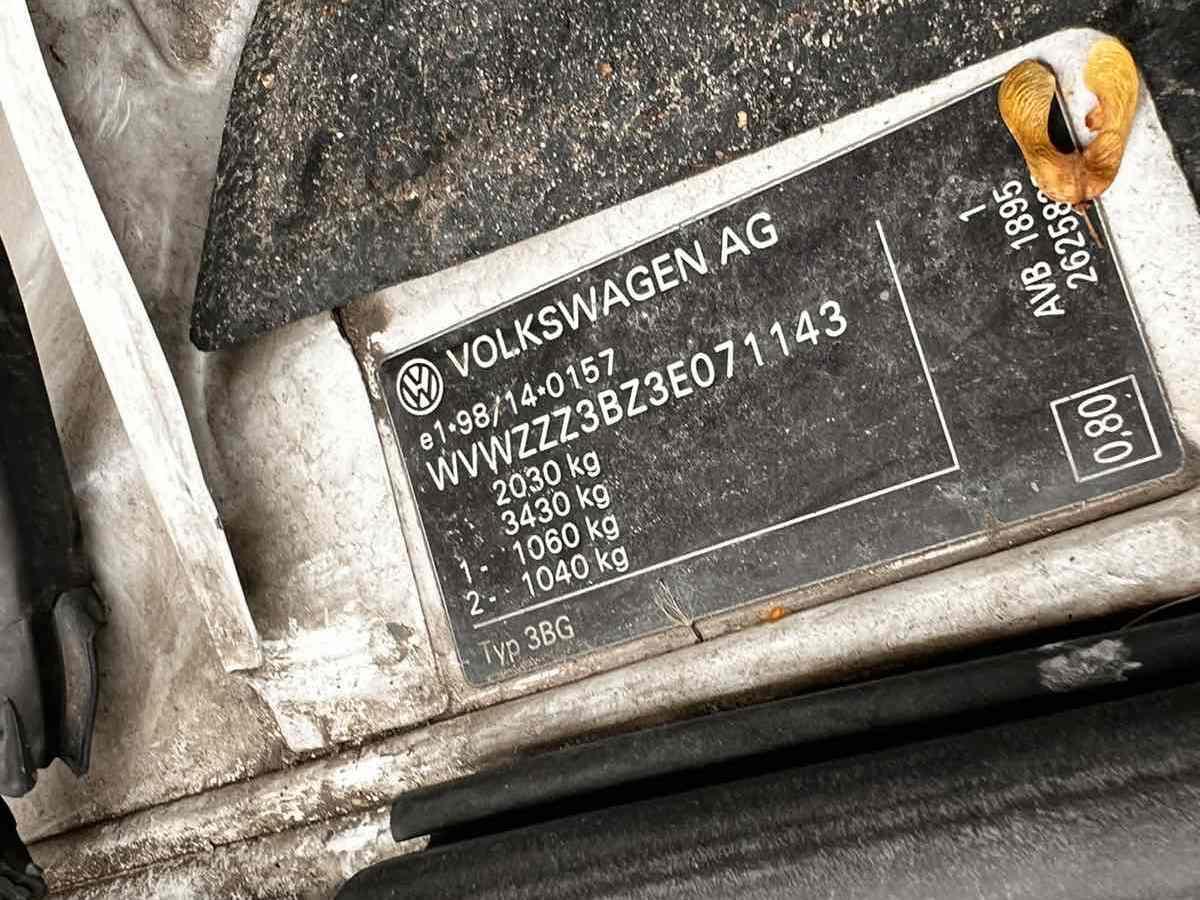 VOLKSWAGEN AG
e1*98/14*0157
WVWZZZ3BZ3E071143
2030 kg
3430 kg
1- 1060 kg
2- 1040 kg
Typ 3BG
1
AVB 1895
0,80